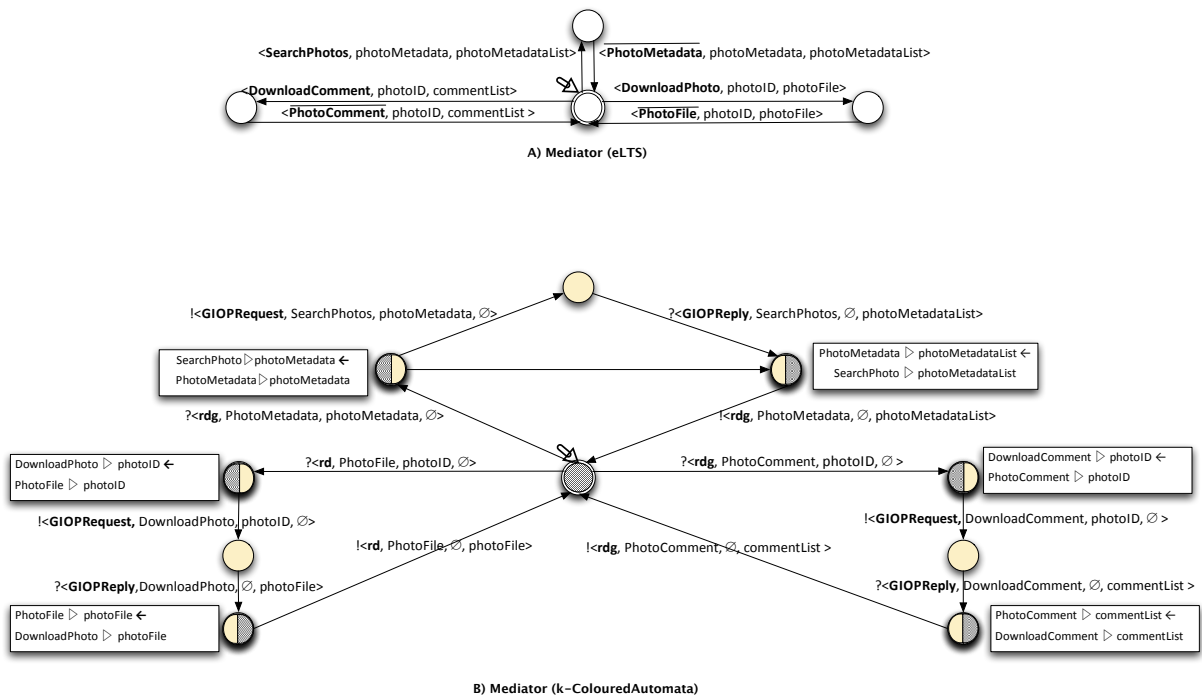 <SearchPhotos, photoMetadata, photoMetadataList>
<PhotoMetadata, photoMetadata, photoMetadataList>
<DownloadComment, photoID, commentList>
<DownloadPhoto, photoID, photoFile>
<PhotoComment, photoID, commentList >
<PhotoFile, photoID, photoFile>
A) Mediator (eLTS)
!<GIOPRequest, SearchPhotos, photoMetadata, ∅>
?<GIOPReply, SearchPhotos, ∅, photoMetadataList>
SearchPhoto ▷ photoMetadata ←
PhotoMetadata ▷ photoMetadata
PhotoMetadata ▷ photoMetadataList ←
SearchPhoto ▷ photoMetadataList
?<rdg, PhotoMetadata, photoMetadata, ∅>
!<rdg, PhotoMetadata, ∅, photoMetadataList>
DownloadPhoto ▷ photoID ←
PhotoFile ▷ photoID
?<rd, PhotoFile, photoID, ∅>
?<rdg, PhotoComment, photoID, ∅ >
DownloadComment ▷ photoID ←
PhotoComment ▷ photoID
!<GIOPRequest, DownloadPhoto, photoID, ∅>
!<GIOPRequest, DownloadComment, photoID, ∅ >
!<rd, PhotoFile, ∅, photoFile>
!<rdg, PhotoComment, ∅, commentList >
?<GIOPReply,DownloadPhoto, ∅, photoFile>
?<GIOPReply, DownloadComment, ∅, commentList >
PhotoFile ▷ photoFile ←
DownloadPhoto ▷ photoFile
PhotoComment ▷ commentList ←
DownloadComment ▷ commentList
B) Mediator (k-ColouredAutomata)